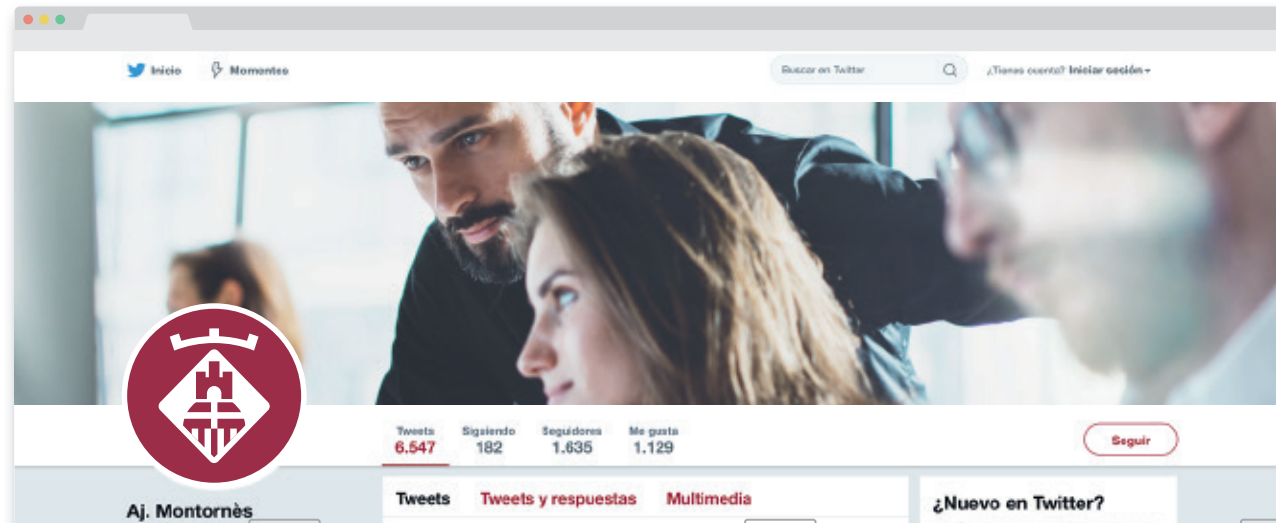 Inicio Momentos Buscar en Twitter ¿Tienes cuenta? Iniciar sesión
Tweets Siguiendo Seguidores Me gusta
6.547 182 1.635 1.129
Seguir
Tweets Tweets y respuestas Multimedia
¿Nuevo en Twitter?
Aj. Montornès